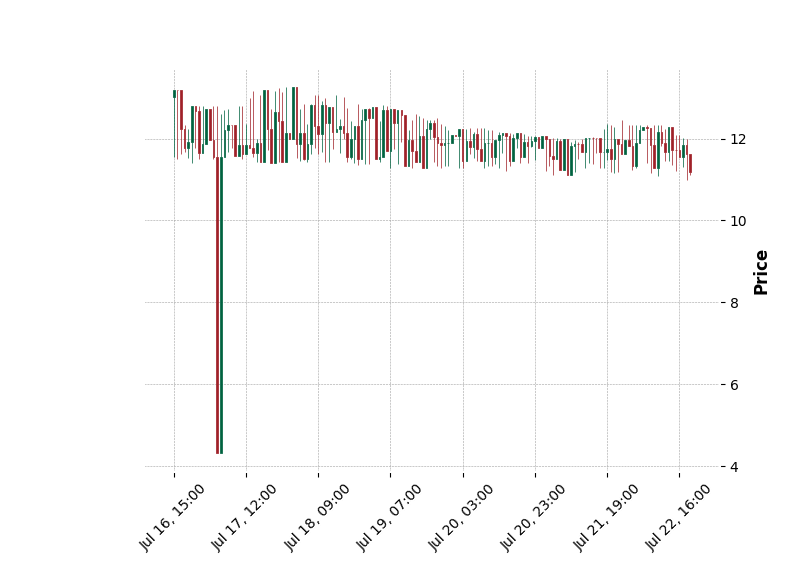 12
10
8
6
4
Price
Jul 16, 15:00
Jul 17, 12:00
Jul 18, 09:00
Jul 19, 07:00
Jul 20, 03:00
Jul 20, 23:00
Jul 21, 19:00
Jul 22, 16:00